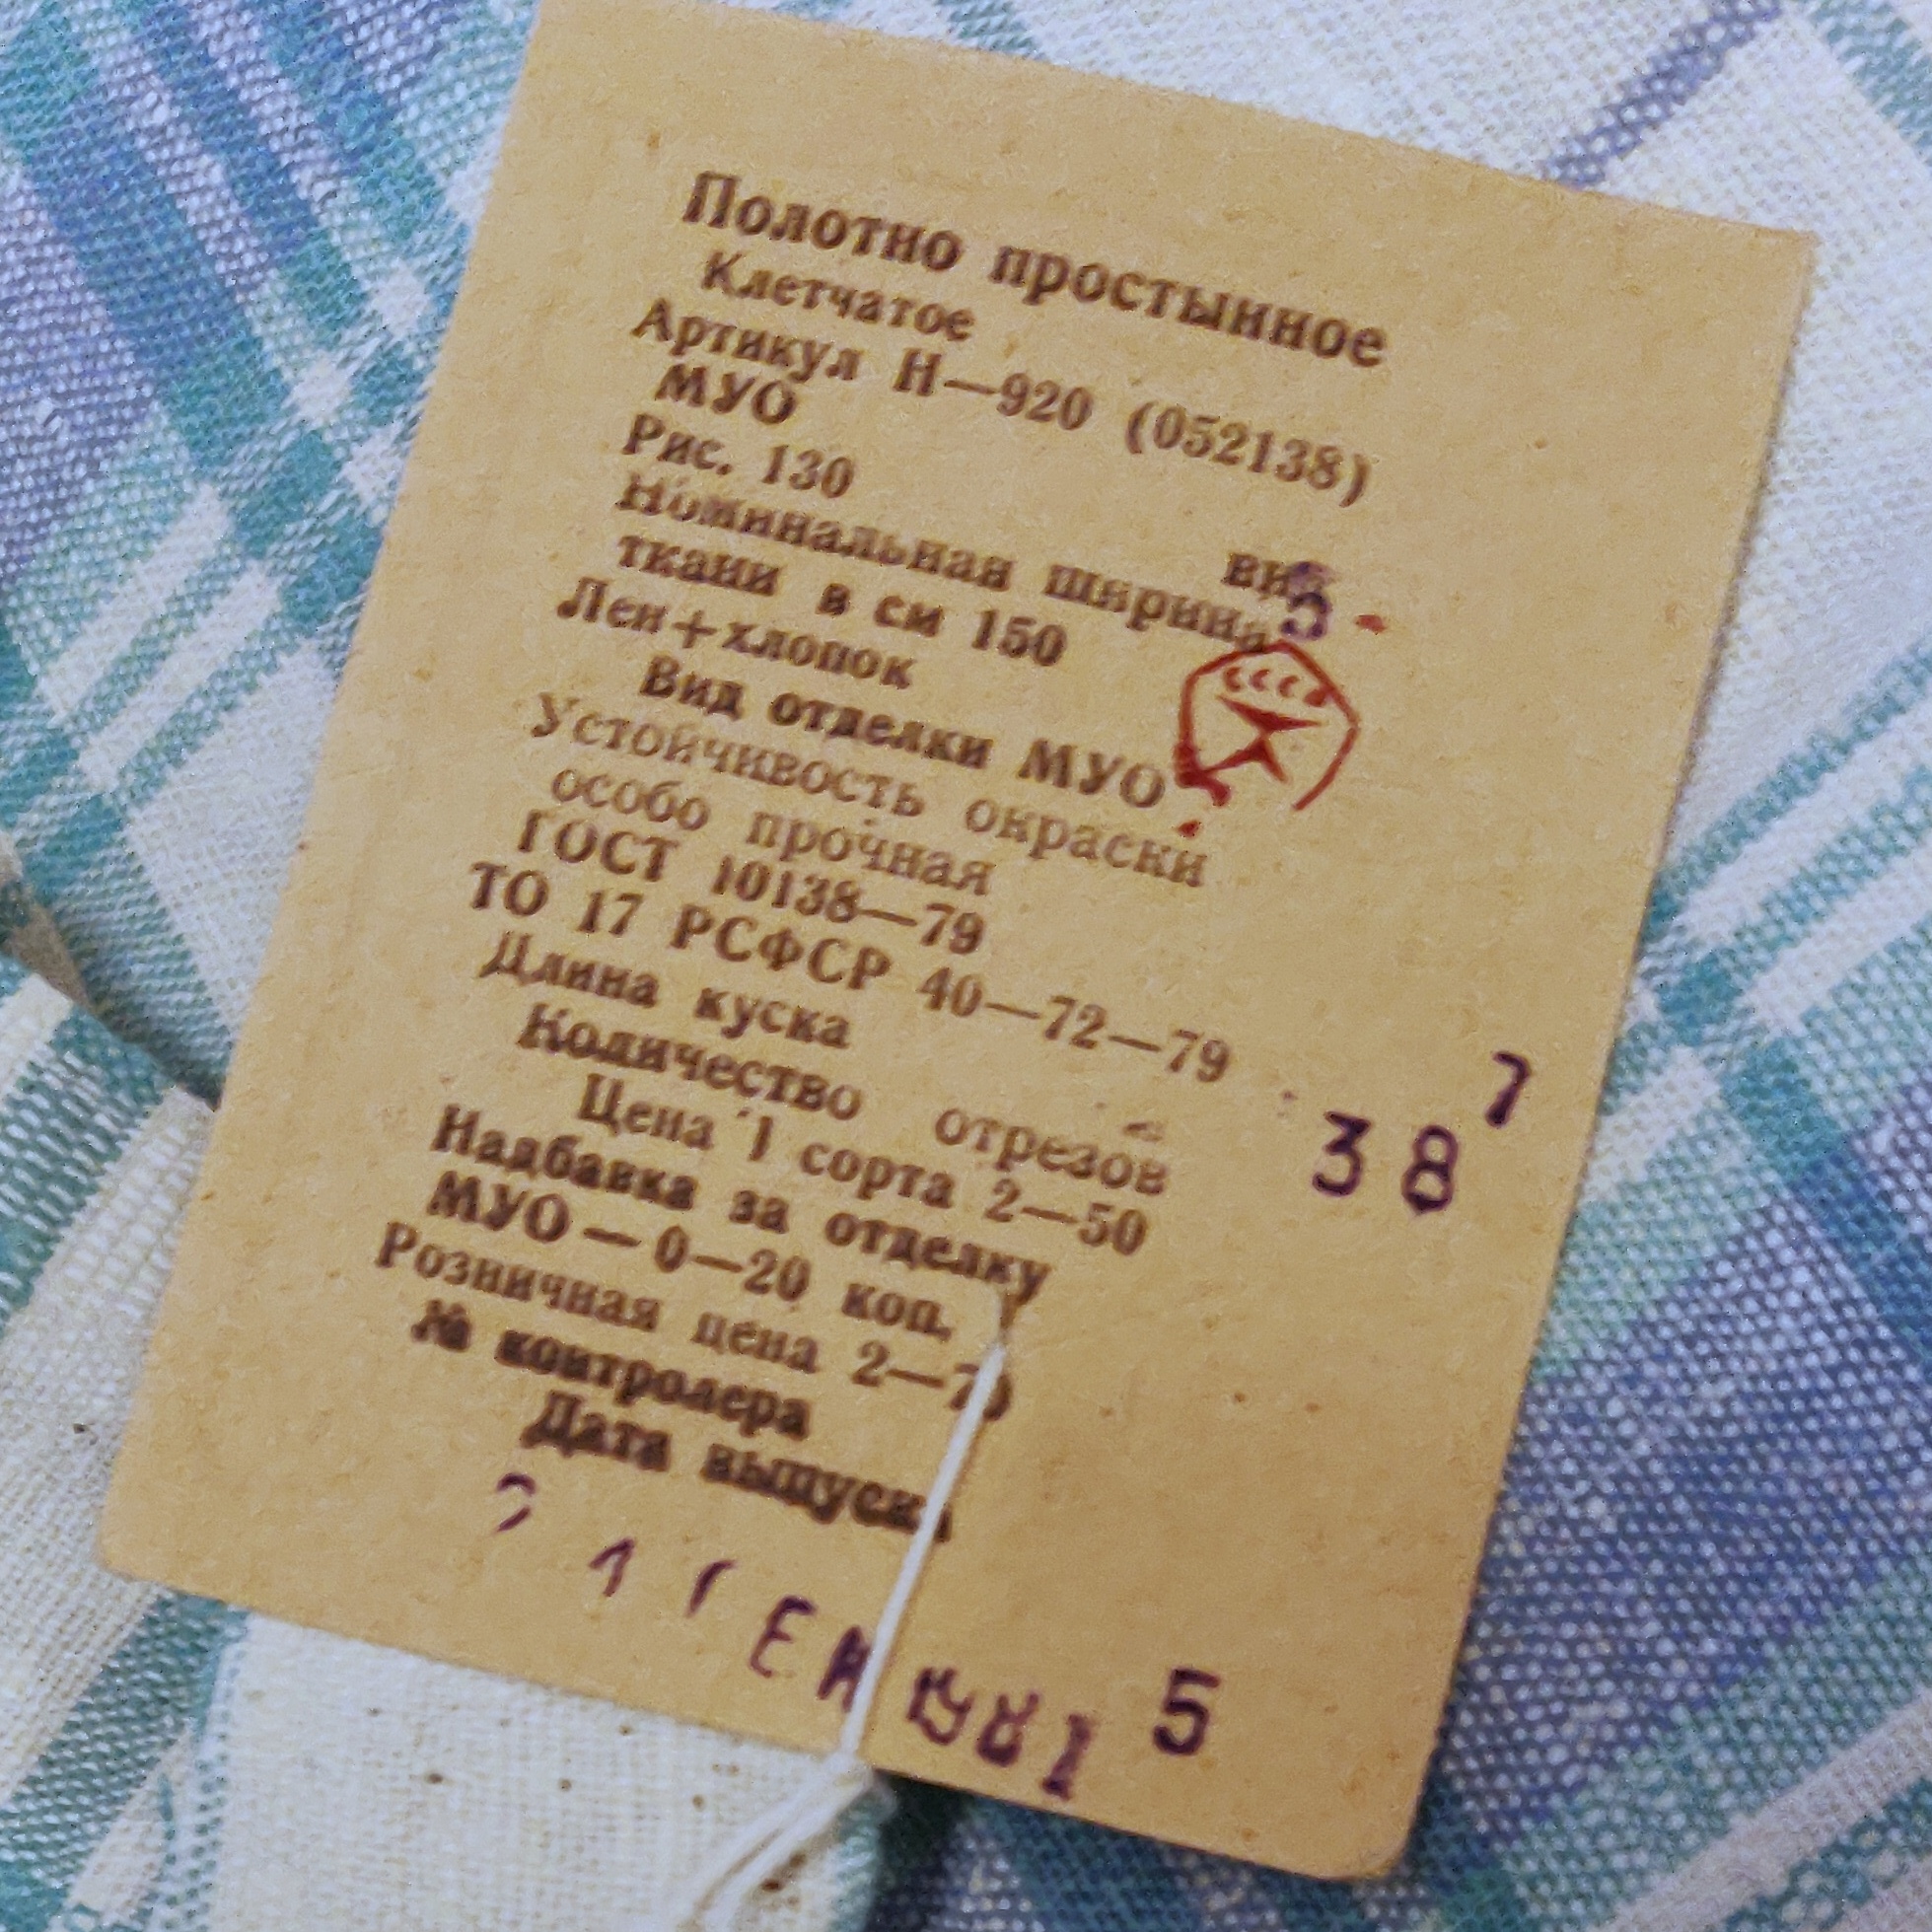 Полотно простынное
Клетчатое
Артикул Н—920 (052138)
МУО
Рис. 130
вид 5
Номинальная ширина
ткани в см 150
Лен+хлопок
Вид отделки МУО
Устойчивость окраски
особо прочная
ГОСТ 10138—79
ТО 17 РСФСР 40—72—79
Длина куска 38 7
Количество отрезов
Цена 1 сорта 2—50
Надбавка за отделку
МУО — 0—20 коп.
Розничная цена 2—70
№ контролера
Дата выпуска
5